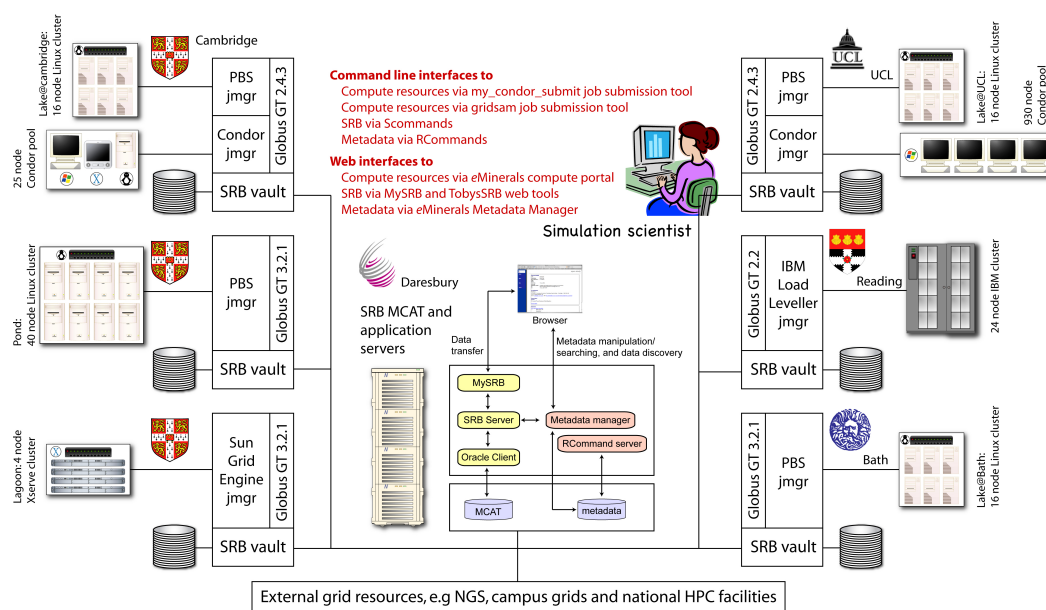 Lake@cambridge:
16 node Linux cluster
Cambridge
PBS
jmgr
Condor
jmgr
Globus GT 2.4.3
25 node
Condor pool
SRB vault
Command line interfaces to
Compute resources via my_condor_submit job submission tool
Compute resources via gridsam job submission tool
SRB via Scommands
Metadata via RCommands
Web interfaces to
Compute resources via eMinerals compute portal
SRB via MySRB and TobysSRB web tools
Metadata via eMinerals Metadata Manager
Simulation scientist
Globus GT 2.4.3
PBS
jmgr
Condor
jmgr
SRB vault
UCL
UCL
Lake@UCL:
16 node Linux cluster
930 node
Condor pool
Pond:
40 node Linux cluster
PBS
jmgr
Globus GT 3.2.1
SRB vault
Daresbury
SRB MCAT and
application
servers
Browser
Data
transfer
Metadata manipulation/
searching, and data discovery
MySRB
SRB Server
Metadata manager
RCommand server
Oracle Client
MCAT
metadata
Globus GT 2.2
IBM
Load
Leveller
jmgr
SRB vault
Reading
24 node IBM cluster
Lagoon: 4 node
Xserve cluster
Sun
Grid
Engine
jmgr
Globus GT 3.2.1
SRB vault
Globus GT 3.2.1
PBS
jmgr
SRB vault
Bath
Lake@Bath:
16 node Linux cluster
External grid resources, e.g NGS, campus grids and national HPC facilities